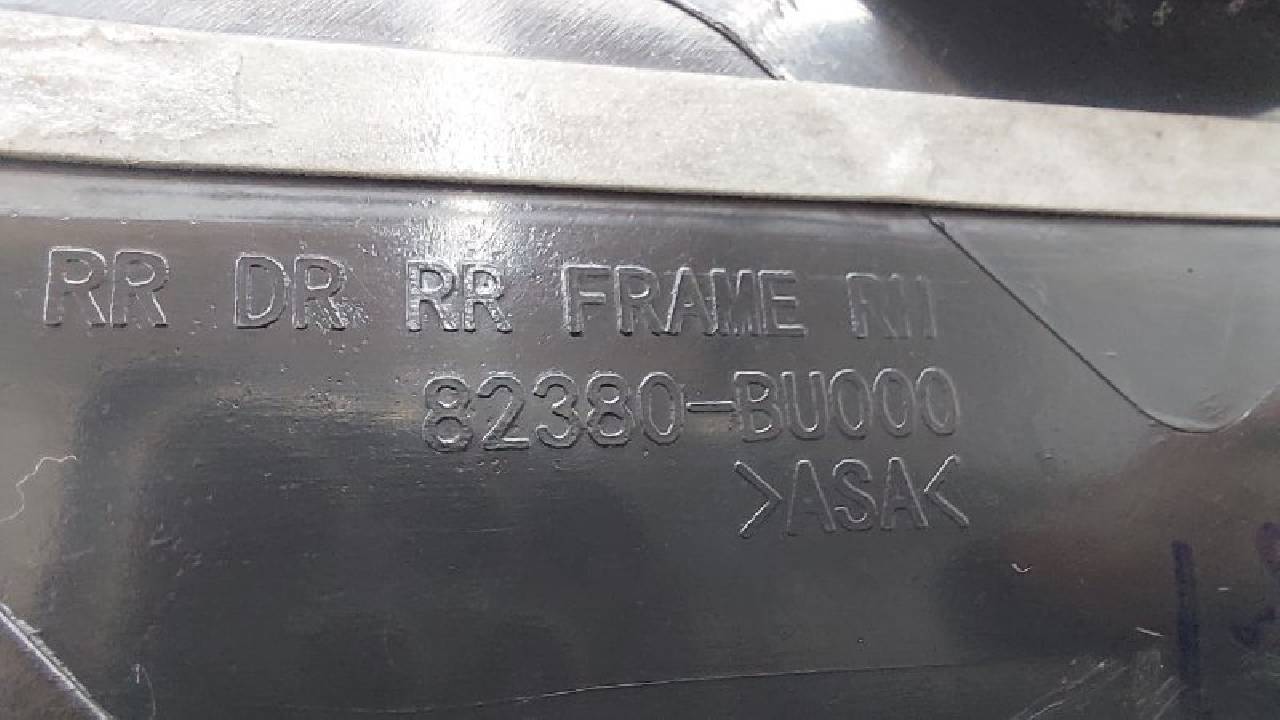 RR DR RR FRAME RH
82380-BU000
>ASA<